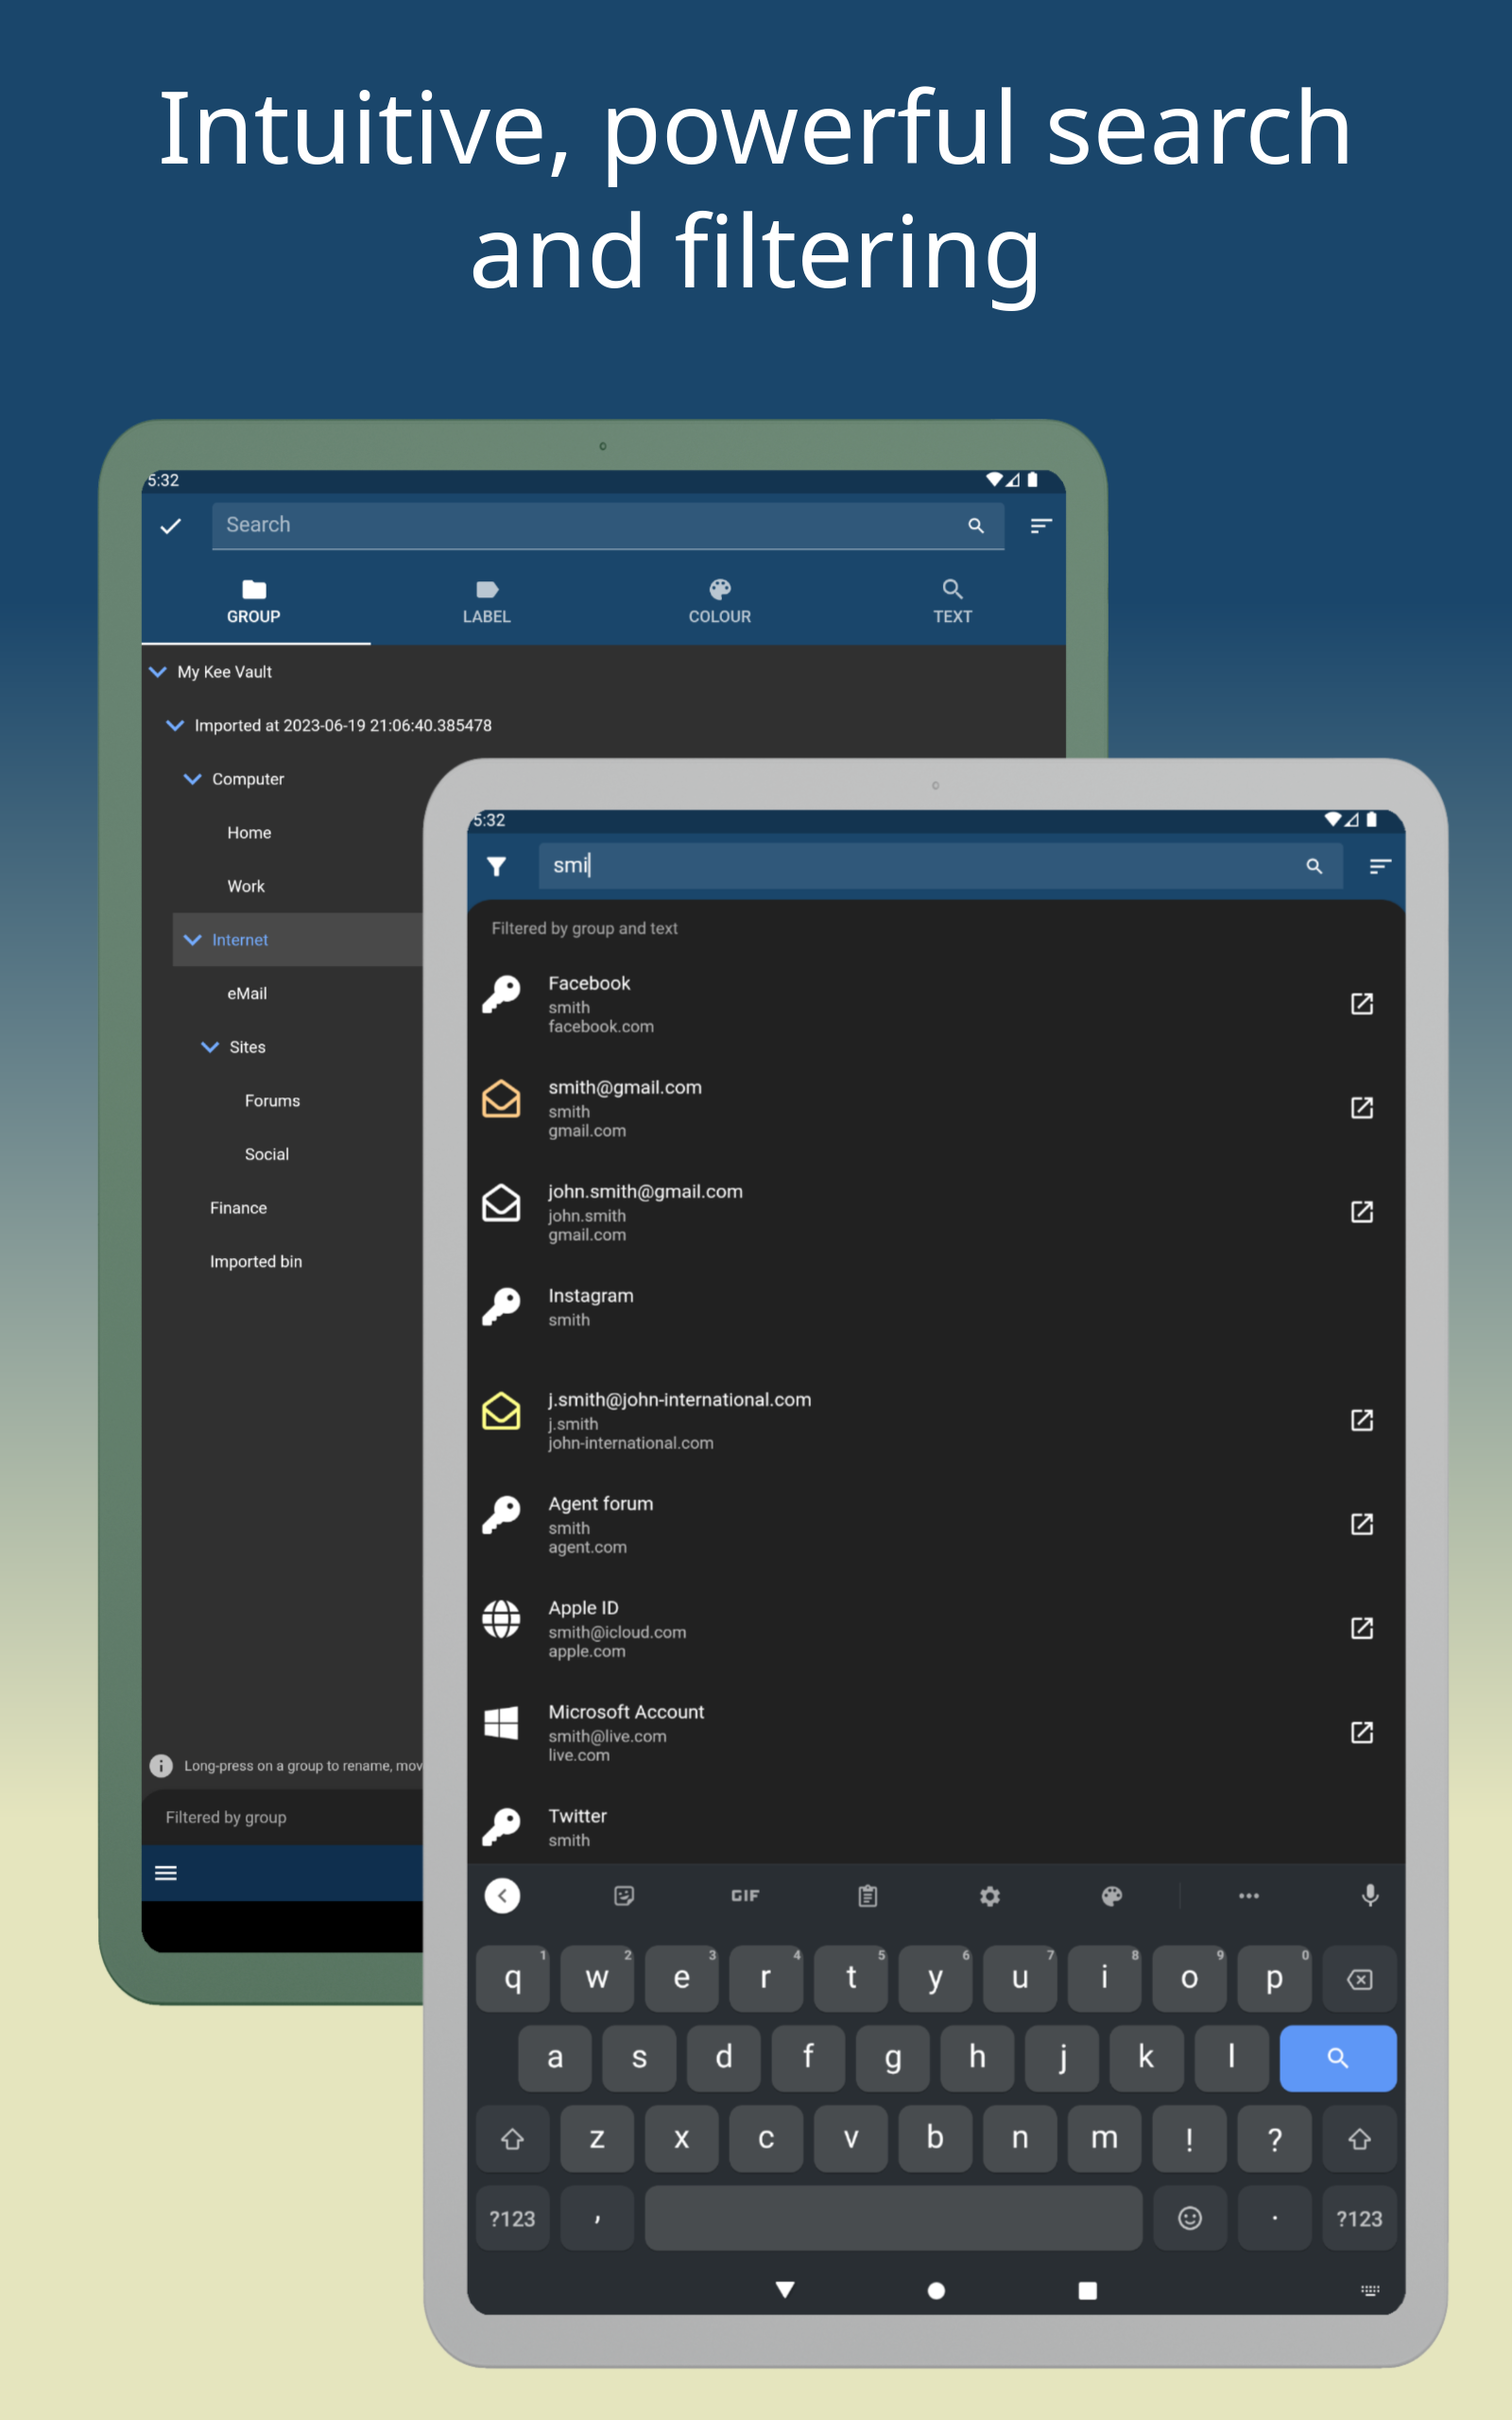 Intuitive, powerful search
and filtering
5:32
Search
GROUP
LABEL
COLOUR
TEXT
My Kee Vault
Imported at 2023-06-19 21:06:40.385478
Computer
Home
Work
Internet
eMail
Sites
Forums
Social
Finance
Imported bin
Long-press on a group to rename, mov
Filtered by group
5:32
smi
Filtered by group and text
Facebook
smith
facebook.com
smith@gmail.com
smith
gmail.com
john.smith@gmail.com
john.smith
gmail.com
Instagram
smith
j.smith@john-international.com
j.smith
john-international.com
Agent forum
smith
agent.com
Apple ID
smith@icloud.com
apple.com
Microsoft Account
smith@live.com
live.com
Twitter
smith
GIF
q 1 w 2 e 3 r 4 t 5 y 6 u 7 i 8 o 9 p 0
a s d f g h j k l
z x c v b n m ! ?
?123 , . ?123